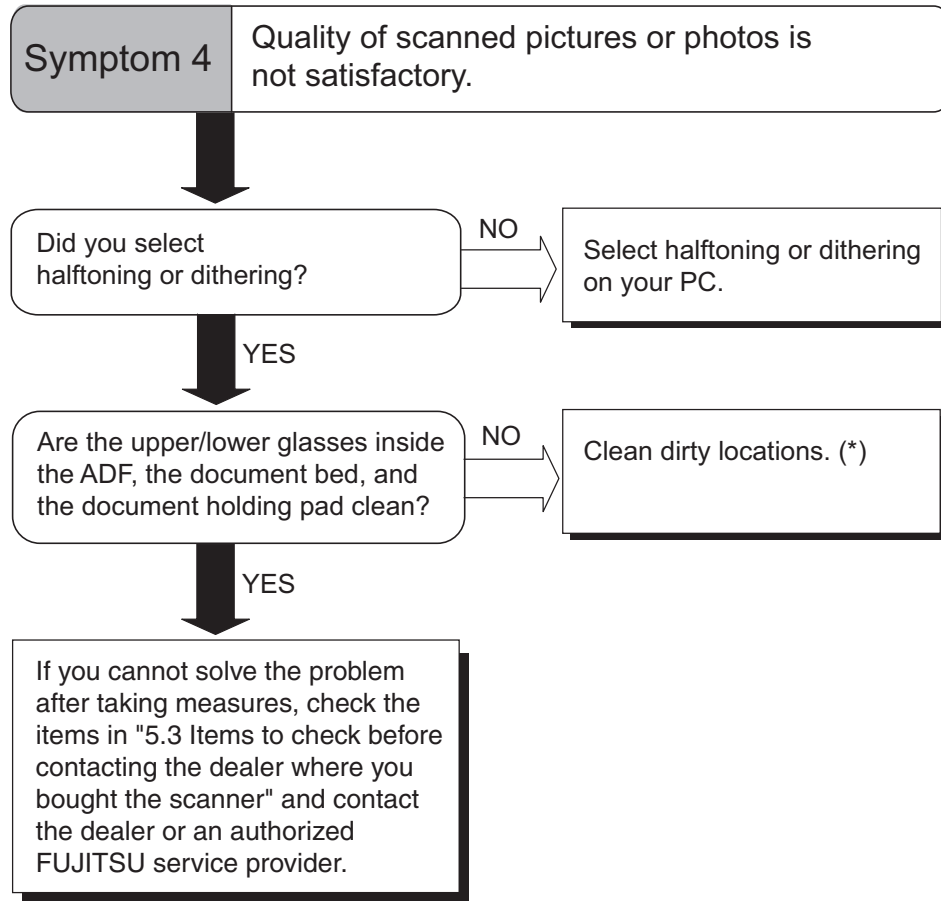 Symptom 4
Quality of scanned pictures or photos is
not satisfactory.
Did you select
halftoning or dithering?
NO
Select halftoning or dithering
on your PC.
YES
Are the upper/lower glasses inside
the ADF, the document bed, and
the document holding pad clean?
NO
Clean dirty locations. (*)
YES
If you cannot solve the problem
after taking measures, check the
items in "5.3 Items to check before
contacting the dealer where you
bought the scanner" and contact
the dealer or an authorized
FUJITSU service provider.